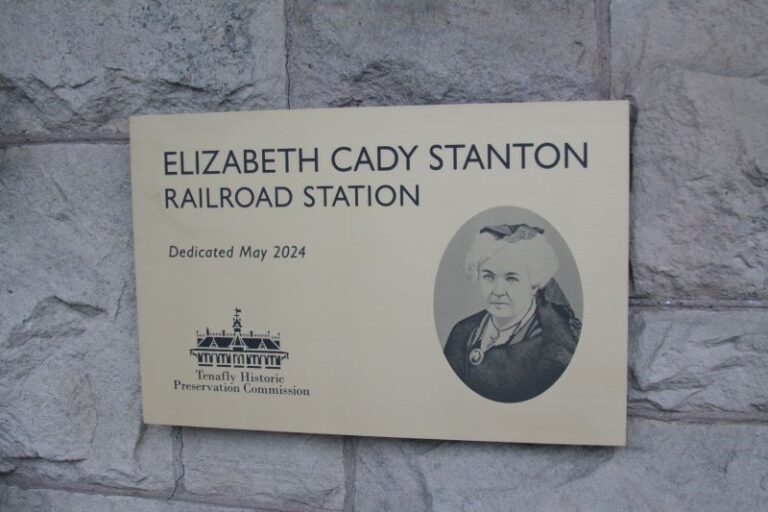 ELIZABETH CADY STANTON
RAILROAD STATION
Dedicated May 2024
Tenafly Historic
Preservation Commission